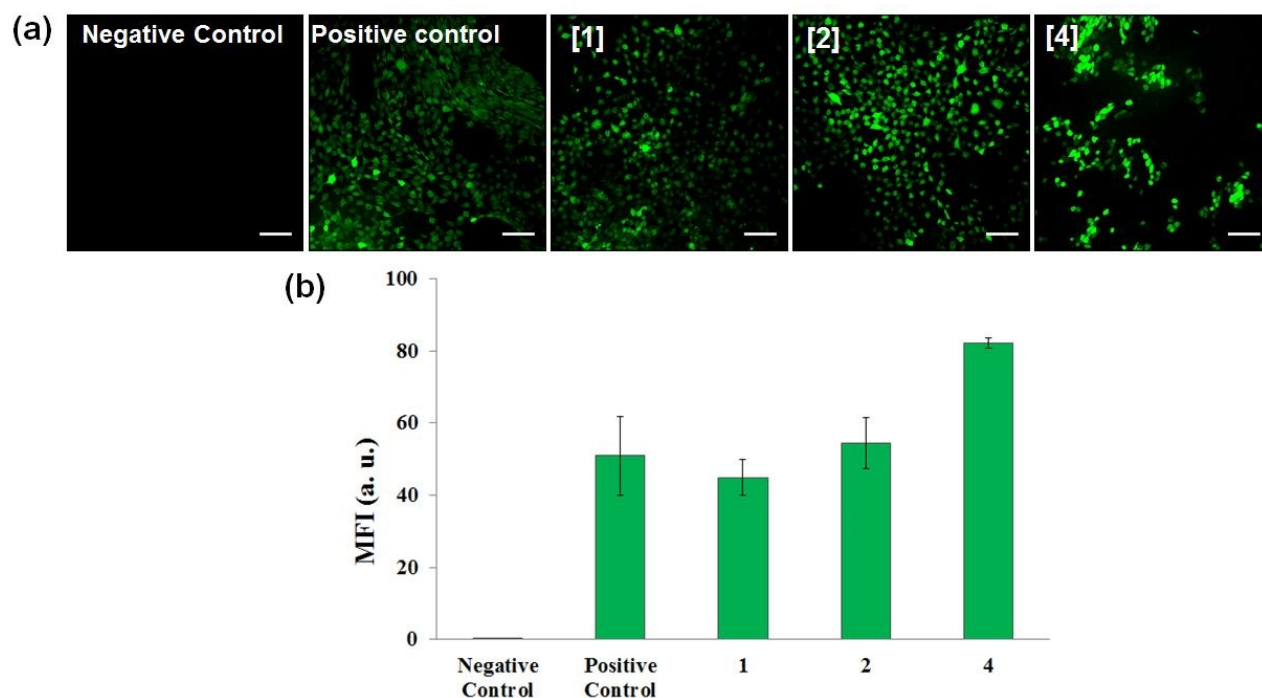 (a)
Negative Control
Positive control
[1]
[2]
[4]
(b)
MFI (a. u.)
100
80
60
40
20
0
Negative
Control
Positive
Control
1
2
4